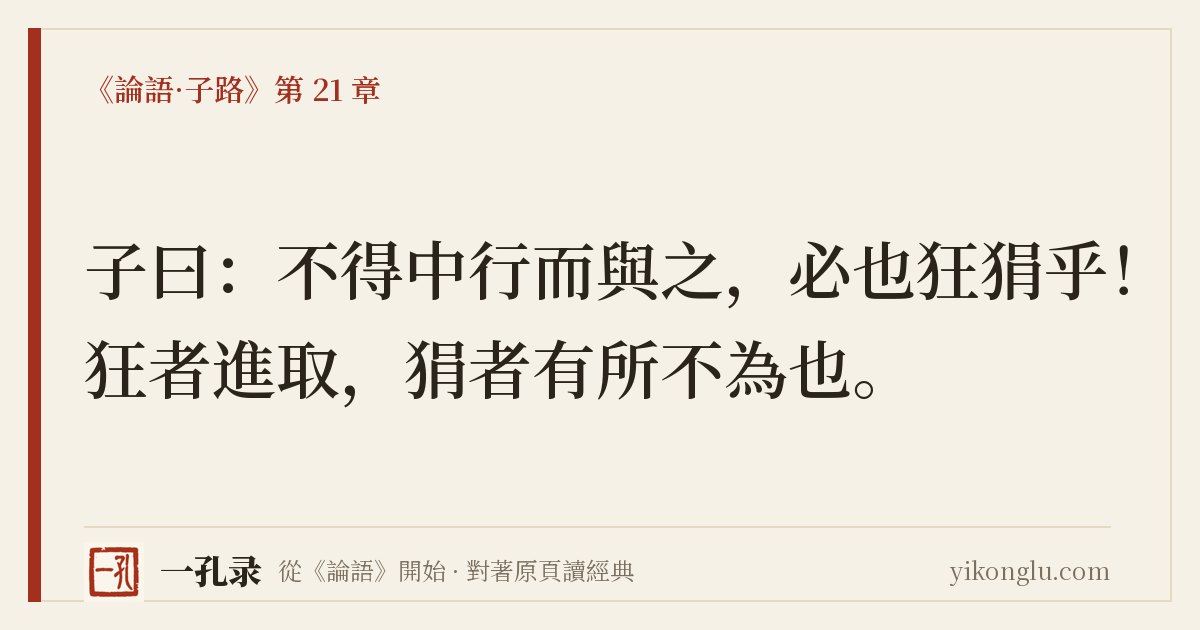 《論語·子路》第 21 章
子曰：不得中行而與之，必也狂狷乎！
狂者進取，狷者有所不為也。
一孔
一孔录 從《論語》開始 · 對著原頁讀經典
yikonglu.com